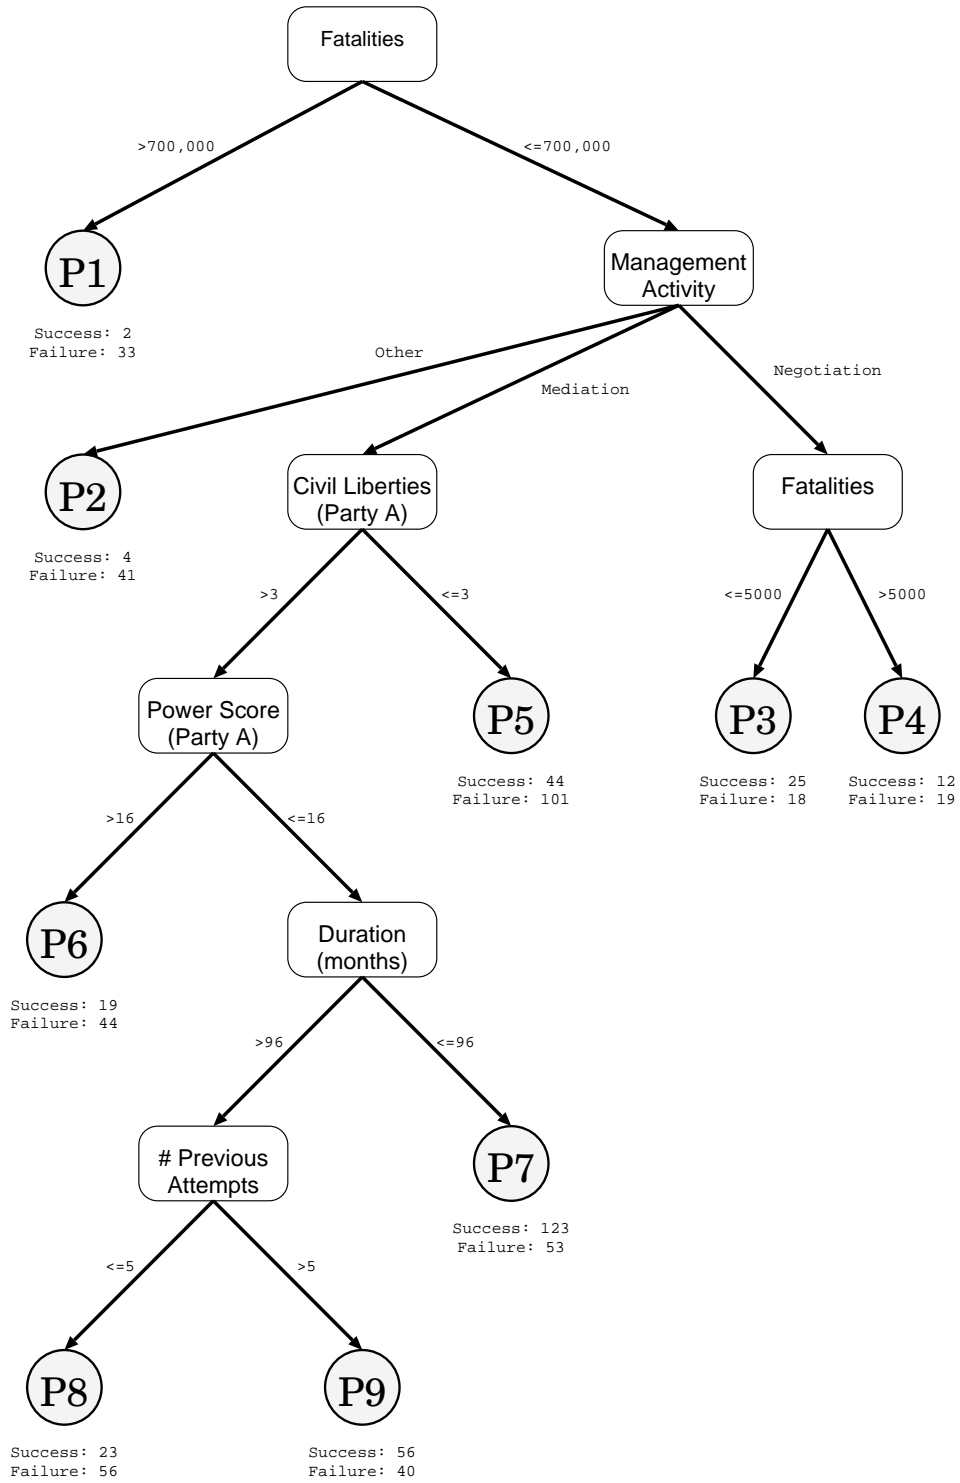 Fatalities
>700,000
<=700,000
P1
Success: 2
Failure: 33
Management
Activity
Other
Mediation
Negotiation
P2
Success: 4
Failure: 41
Civil Liberties
(Party A)
Fatalities
>3
<=3
<=5000
>5000
Power Score
(Party A)
P5
Success: 44
Failure: 101
P3
Success: 25
Failure: 18
P4
Success: 12
Failure: 19
>16
<=16
P6
Success: 19
Failure: 44
Duration
(months)
>96
<=96
# Previous
Attempts
P7
Success: 123
Failure: 53
<=5
>5
P8
Success: 23
Failure: 56
P9
Success: 56
Failure: 40